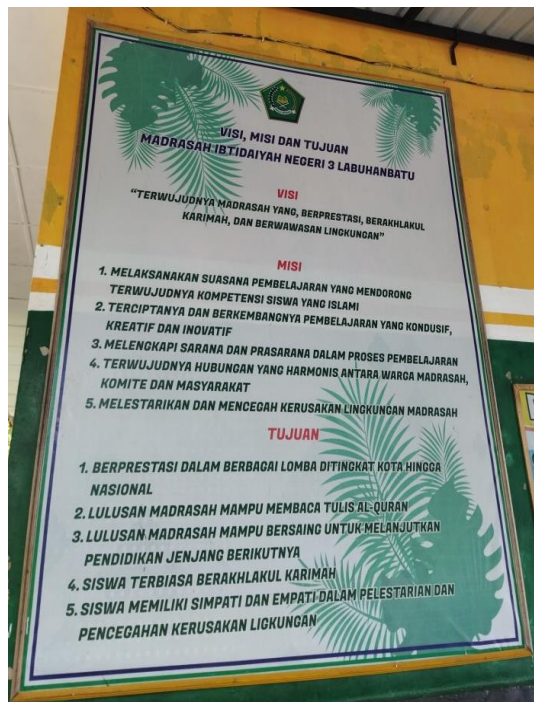 VISI, MISI DAN TUJUAN
MADRASAH IBTIDAIYAH NEGERI 3 LABUHANBATU
VISI
"TERWUJUDNYA MADRASAH YANG, BERPRESTASI, BERAKHLAKUL
KARIMAH, DAN BERWAWASAN LINGKUNGAN"
MISI
1. MELAKSANAKAN SUASANA PEMBELAJARAN YANG MENDORONG
TERWUJUDNYA KOMPETENSI SISWA YANG ISLAMI
2. TERCIPTANYA DAN BERKEMBANGNYA PEMBELAJARAN YANG KONDUSIF,
KREATIF DAN INOVATIF
3. MELENGKAPI SARANA DAN PRASARANA DALAM PROSES PEMBELAJARAN
4. TERWUJUDNYA HUBUNGAN YANG HARMONIS ANTARA WARGA MADRASAH,
KOMITE DAN MASYARAKAT
5. MELESTARIKAN DAN MENCEGAH KERUSAKAN LINGKUNGAN MADRASAH
TUJUAN
1. BERPRESTASI DALAM BERBAGAI LOMBA DITINGKAT KOTA HINGGA
NASIONAL
2. LULUSAN MADRASAH MAMPU MEMBACA TULIS AL-QURAN
3. LULUSAN MADRASAH MAMPU BERSAING UNTUK MELANJUTKAN
PENDIDIKAN JENJANG BERIKUTNYA
4. SISWA TERBIASA BERAKHLAKUL KARIMAH
5. SISWA MEMILIKI SIMPATI DAN EMPATI DALAM PELESTARIAN DAN
PENCEGAHAN KERUSAKAN LIGKUNGAN